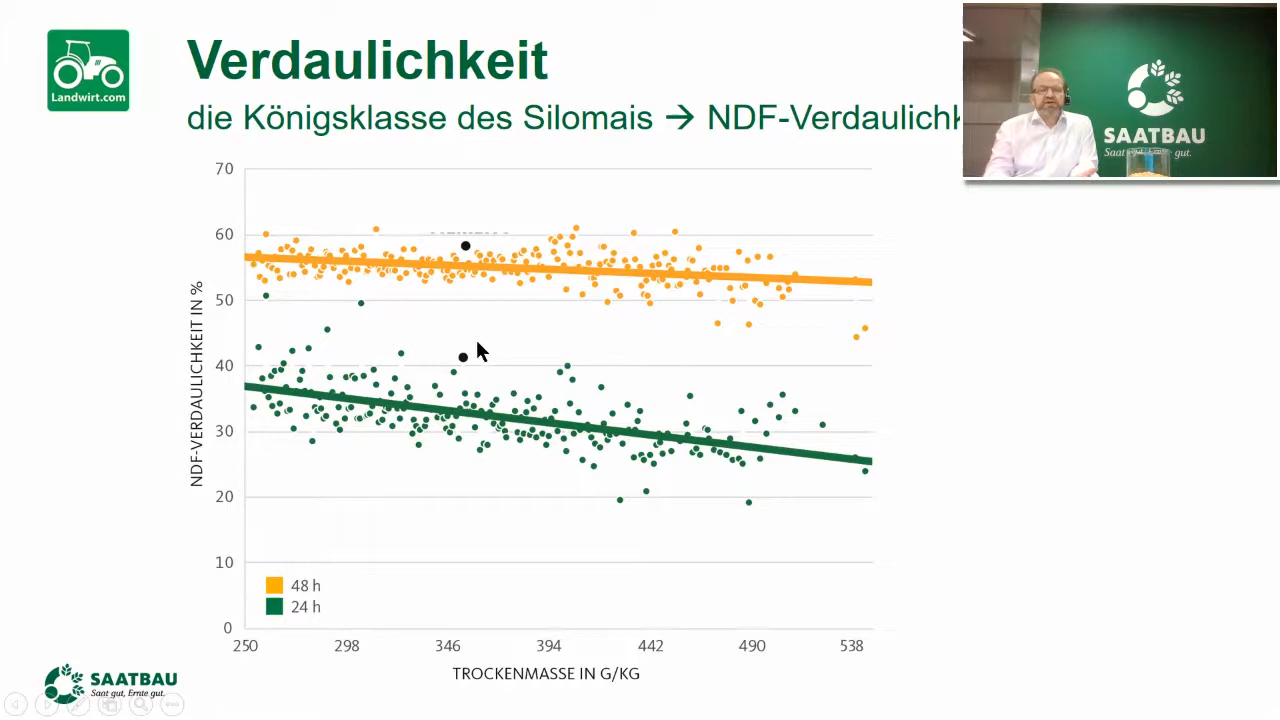 Landwirt.com
Verdaulichkeit
die Königsklasse des Silomais → NDF-Verdaulichk
SAATBAU
Saat gut, Ernte gut.
NDF-VERDAULICHKEIT IN %
70
60
50
40
30
20
10
0
48 h
24 h
250 298 346 394 442 490 538
TROCKENMASSE IN G/KG
SAATBAU
Saat gut, Ernte gut.